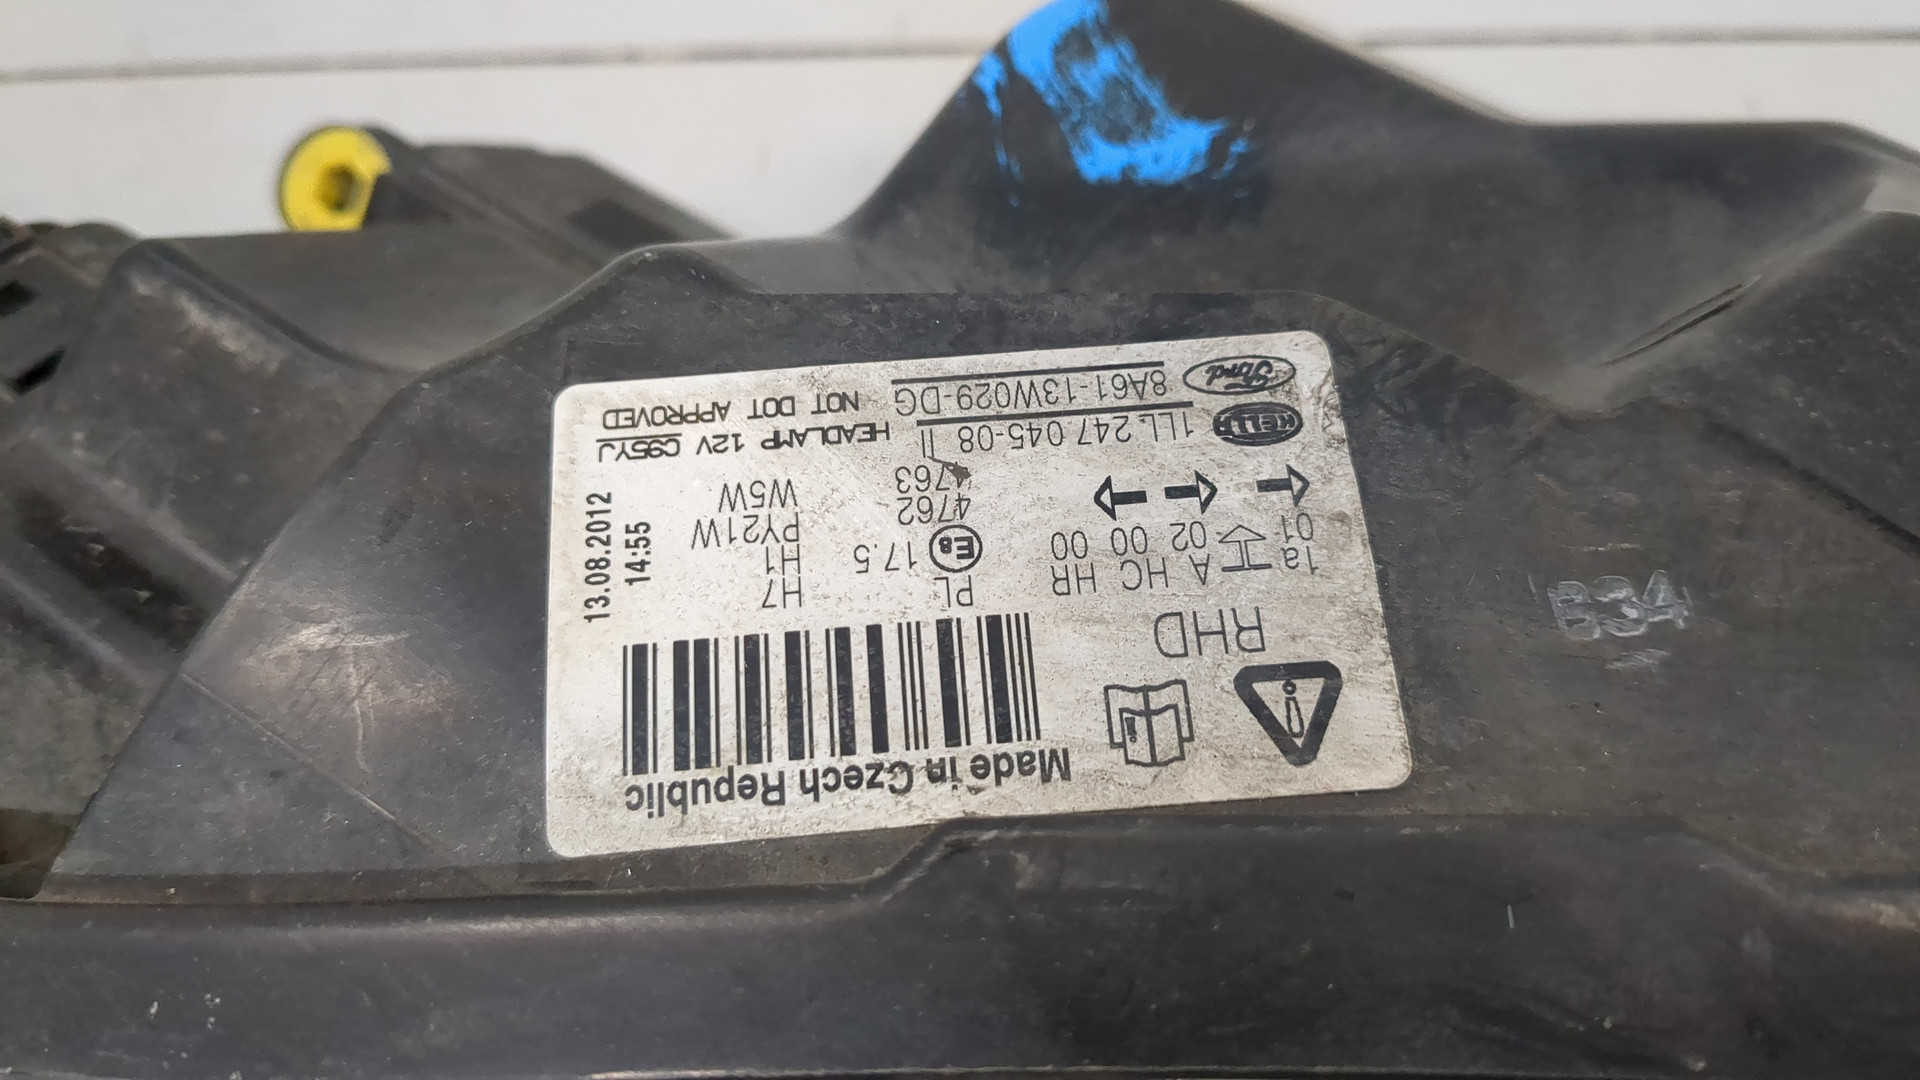 Ford 8A61-13W029-DG NOT DOT APPROVED
HELLA 1LL 247 045-08 II HEADLAMP 12V C95YJ
4763
4762 W5W
01 02 00 00 E8 17.5 PY21W
1a A HC HR H1
PL H7
13.08.2012
14:55
RHD
i
Made in Czech Republic
B34